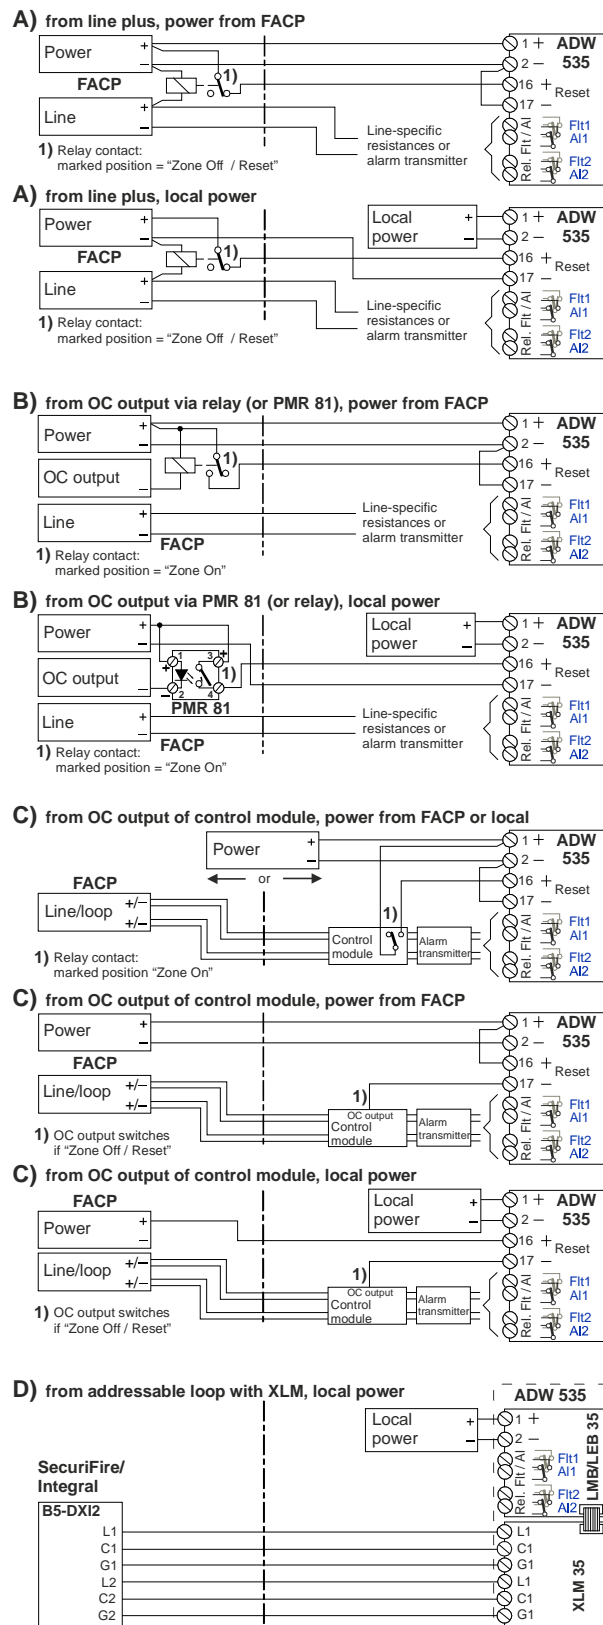 A) from line plus, power from FACP
Power + –
FACP
Line + –
1)
1) Relay contact:
marked position = "Zone Off / Reset"
Line-specific
resistances or
alarm transmitter
1 + ADW
2 – 535
16 + Reset
17 –
Rel. Flt / Al
Flt1
Al1
Flt2
Al2
A) from line plus, local power
Power + –
FACP
Line + –
1)
1) Relay contact:
marked position = "Zone Off / Reset"
Local
power + –
Line-specific
resistances or
alarm transmitter
1 + ADW
2 – 535
16 + Reset
17 –
Rel. Flt / Al
Flt1
Al1
Flt2
Al2
B) from OC output via relay (or PMR 81), power from FACP
Power + –
OC output –
Line + –
FACP
1)
1) Relay contact:
marked position = "Zone On"
Line-specific
resistances or
alarm transmitter
1 + ADW
2 – 535
16 + Reset
17 –
Rel. Flt / Al
Flt1
Al1
Flt2
Al2
B) from OC output via PMR 81 (or relay), local power
Power + –
OC output –
Line + –
FACP
+ 1 3 +
– 2 4
1)
PMR 81
1) Relay contact:
marked position = "Zone On"
Local
power + –
Line-specific
resistances or
alarm transmitter
1 + ADW
2 – 535
16 + Reset
17 –
Rel. Flt / Al
Flt1
Al1
Flt2
Al2
C) from OC output of control module, power from FACP or local
Power + –
or
FACP
Line/loop +/– +/–
1)
Control
module
Alarm
transmitter
1) Relay contact:
marked position "Zone On"
1 + ADW
2 – 535
16 + Reset
17 –
Rel. Flt / Al
Flt1
Al1
Flt2
Al2
C) from OC output of control module, power from FACP
Power + –
FACP
Line/loop +/– +/–
1)
OC output
Control
module
Alarm
transmitter
1) OC output switches
if "Zone Off / Reset"
1 + ADW
2 – 535
16 + Reset
17 –
Rel. Flt / Al
Flt1
Al1
Flt2
Al2
C) from OC output of control module, local power
FACP
Power + –
Line/loop +/– +/–
Local
power + –
1)
OC output
Control
module
Alarm
transmitter
1) OC output switches
if "Zone Off / Reset"
1 + ADW
2 – 535
16 + Reset
17 –
Rel. Flt / Al
Flt1
Al1
Flt2
Al2
D) from addressable loop with XLM, local power
ADW 535
Local
power + –
1 +
2 –
Rel. Flt / Al
Flt1
Al1
Flt2
Al2
LMB/LEB 35
SecuriFire/
Integral
B5-DXI2
L1 L1
C1 C1
G1 G1
L2 L1
C2 C1
G2 G1
XLM 35